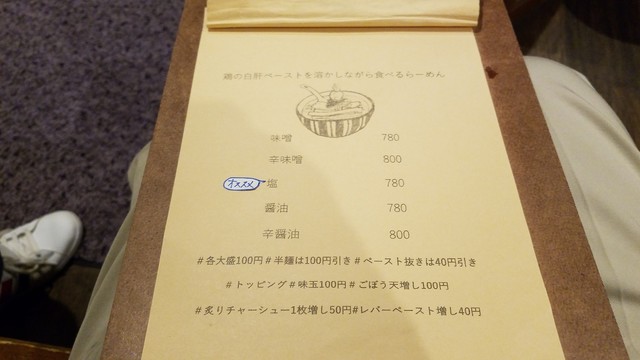 鶏の白肝ペーストを溶かしながら食べるらーめん
味噌 780
辛味噌 800
オススメ 塩 780
醤油 780
辛醤油 800
#各大盛100円#半麺は100円引き#ペースト抜きは40円引き
#トッピング#味玉100円#ごぼう天増し100円
#炙りチャーシュー1枚増し50円#レバーペースト増し40円